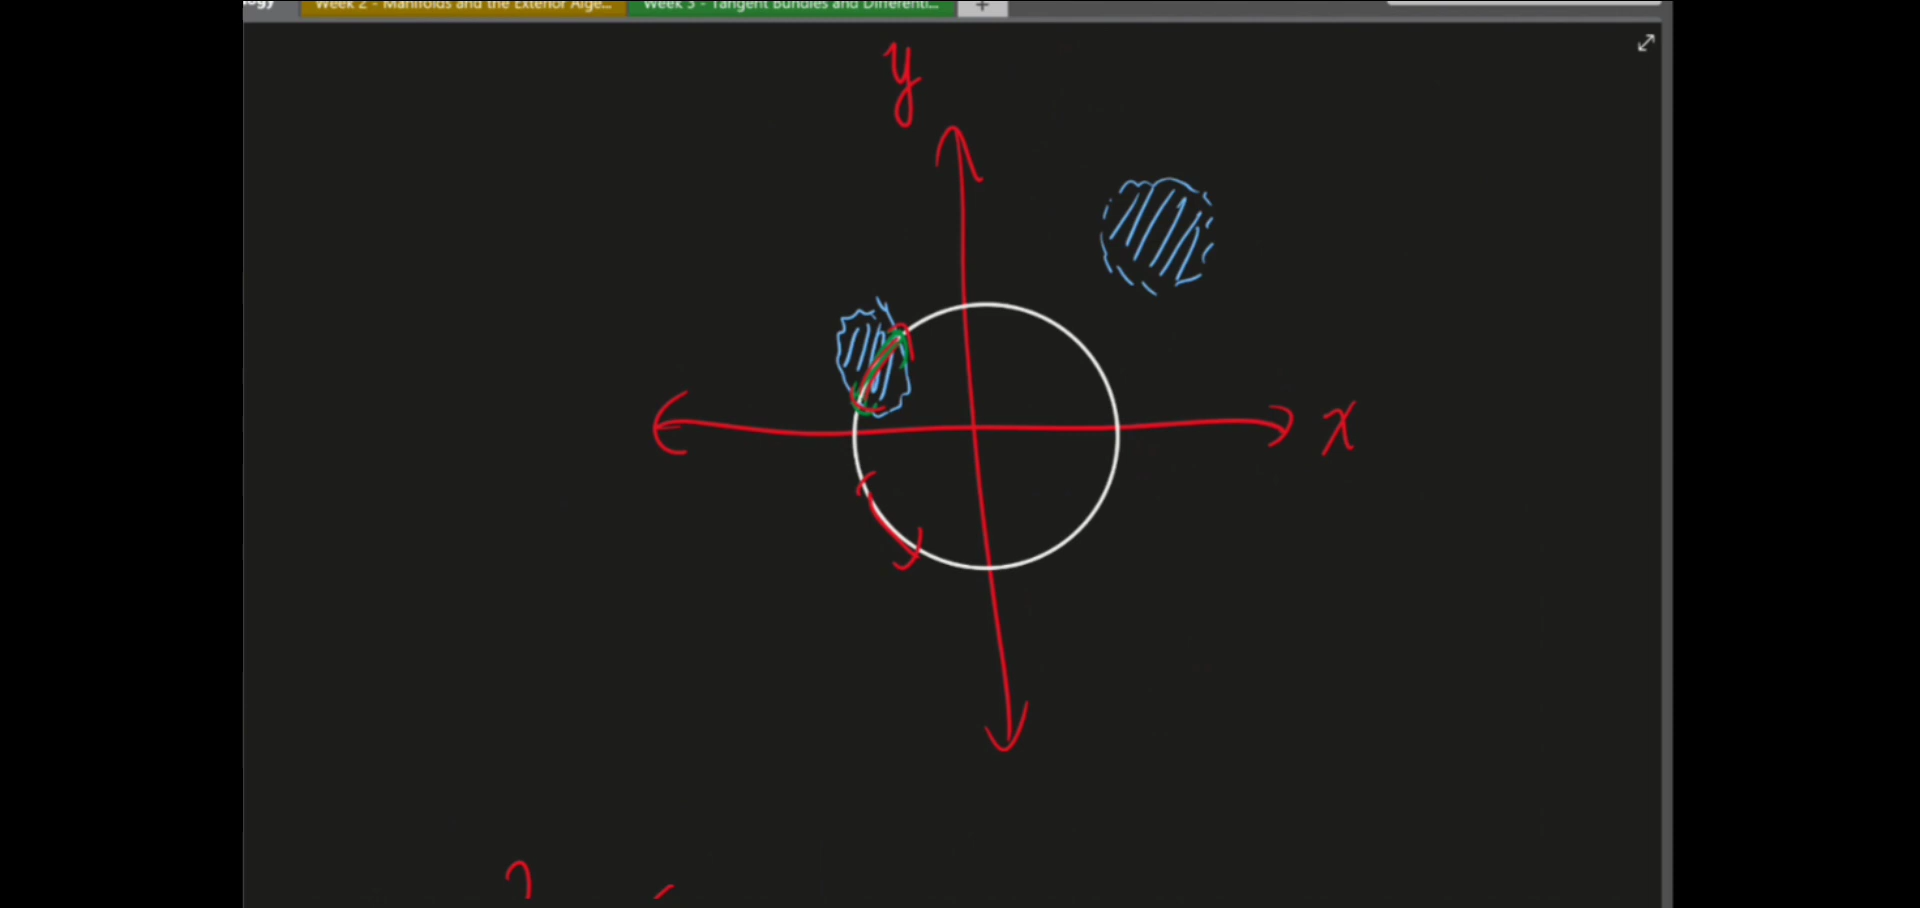 Week 2 - Manifolds and the Exterior Alge...
Week 3 - Tangent Bundles and Differenti...
+
y
x